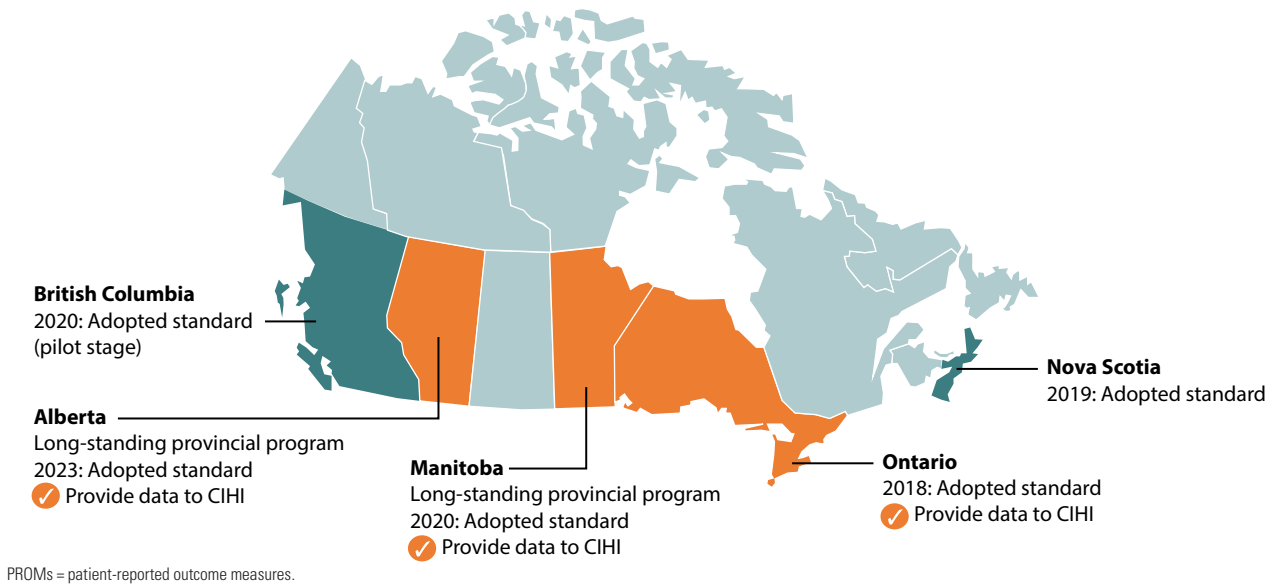 British Columbia
2020: Adopted standard
(pilot stage)
Alberta
Long-standing provincial program
2023: Adopted standard
Provide data to CIHI
Manitoba
Long-standing provincial program
2020: Adopted standard
Provide data to CIHI
Ontario
2018: Adopted standard
Provide data to CIHI
Nova Scotia
2019: Adopted standard
PROMs = patient-reported outcome measures.